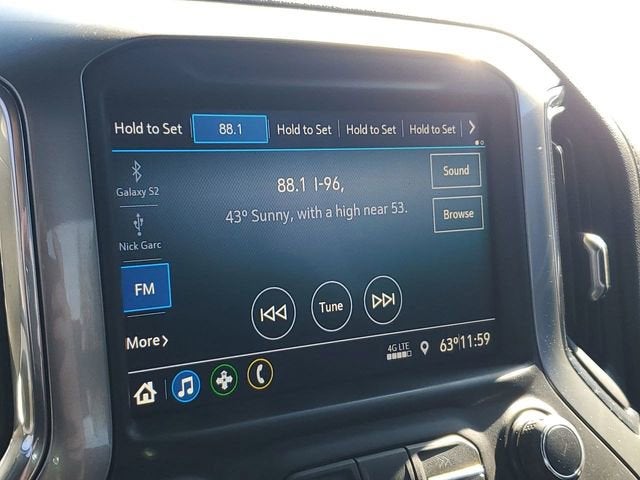 Hold to Set 88.1 Hold to Set Hold to Set Hold to Set >
Galaxy S2
88.1 I-96,
Sound
43° Sunny, with a high near 53.
Browse
Nick Garc
FM
Tune
More >
4G LTE
63° 11:59